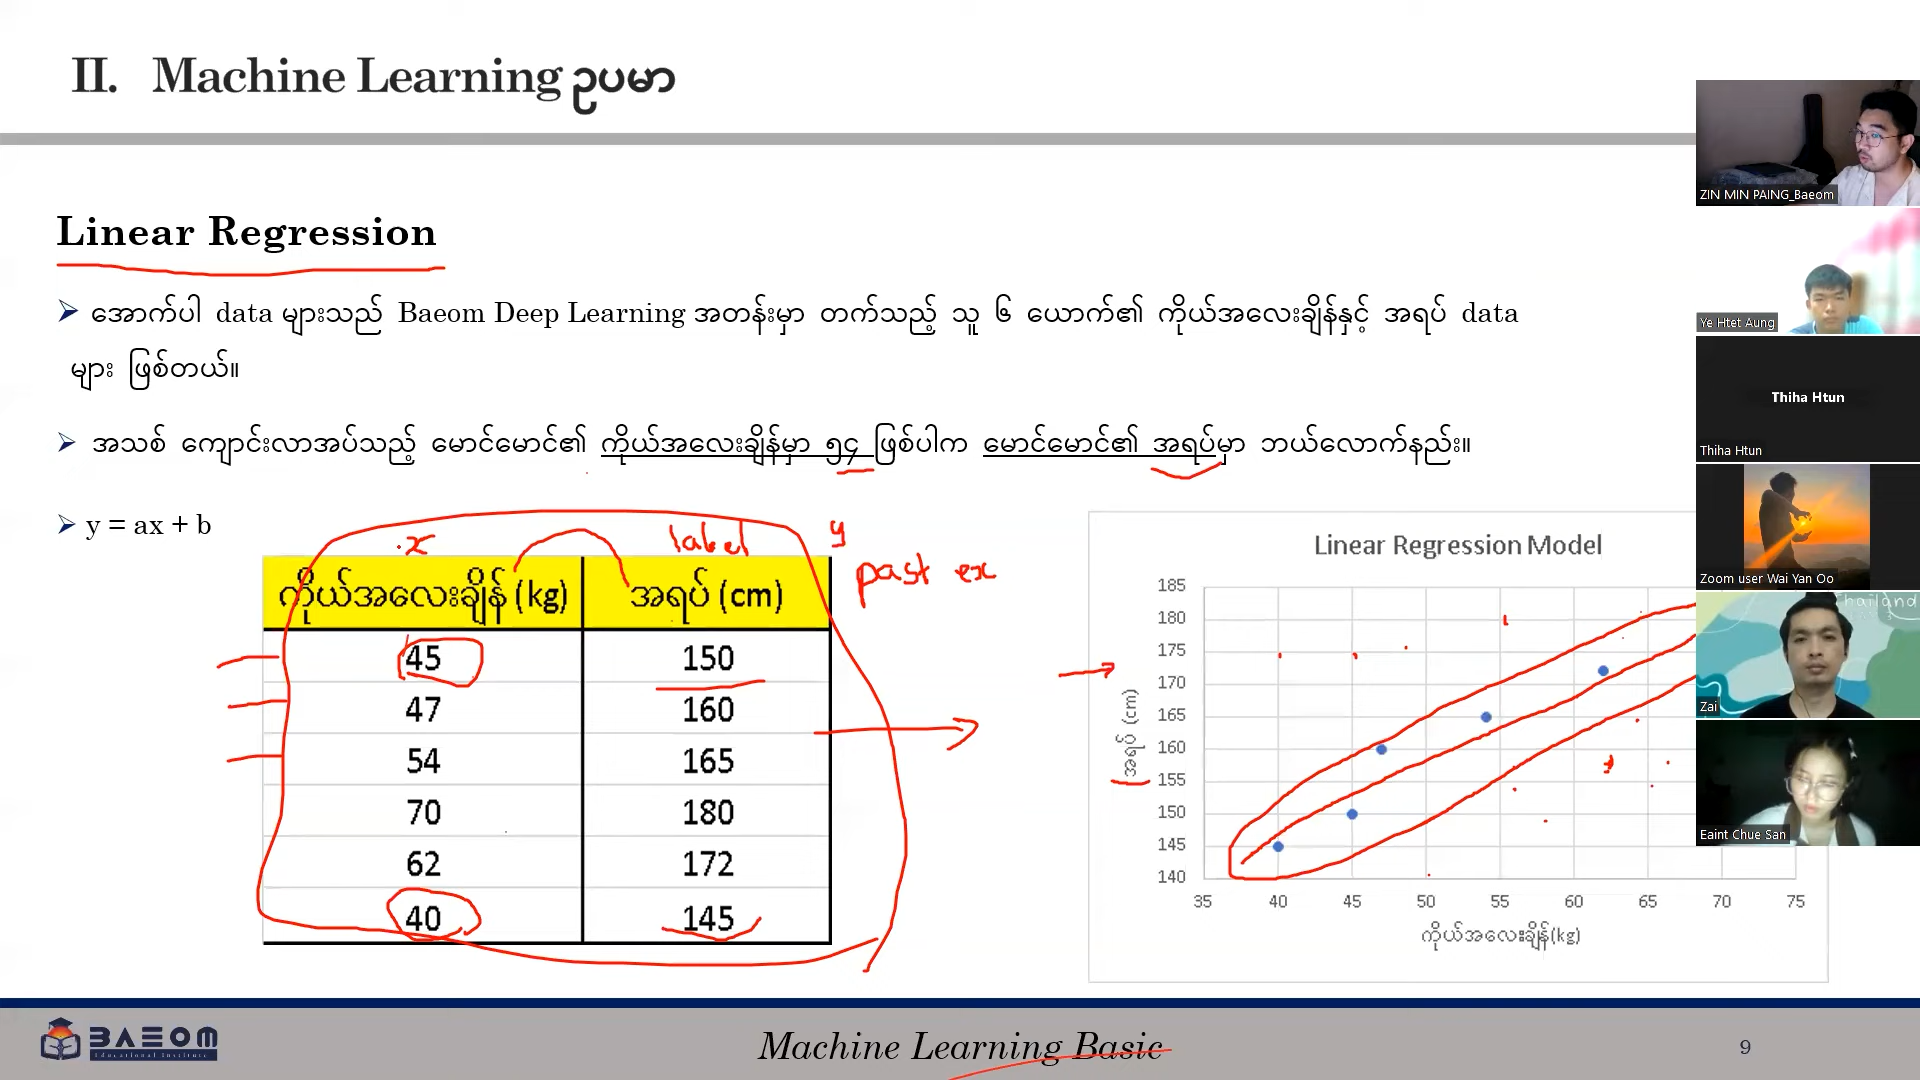 II. Machine Learning ဥပမာ
Linear Regression
➢ အောက်ပါ data များသည် Baeom Deep Learning အတန်းမှာ တက်သည့် သူ ၆ ယောက်၏ ကိုယ်အလေးချိန်နှင့် အရပ် data
များ ဖြစ်တယ်။
➢ အသစ် ကျောင်းလာအပ်သည့် မောင်မောင်၏ ကိုယ်အလေးချိန်မှာ ၅၄ ဖြစ်ပါက မောင်မောင်၏ အရပ်မှာ ဘယ်လောက်နည်း။
➢ y = ax + b
x label y
past ex
ကိုယ်အလေးချိန် (kg) အရပ် (cm)
45 150
47 160
54 165
70 180
62 172
40 145
Linear Regression Model
185
180
175
170
165
160
155
150
145
140
အရပ် (cm)
35 40 45 50 55 60 65 70 75
ကိုယ်အလေးချိန်(kg)
ZIN MIN PAING_Baeom
Ye Htet Aung
Thiha Htun
Thiha Htun
Zoom user Wai Yan Oo
Thailand
Zai
Eaint Chue San
BAEOM
Educational Institute
Machine Learning Basic
9